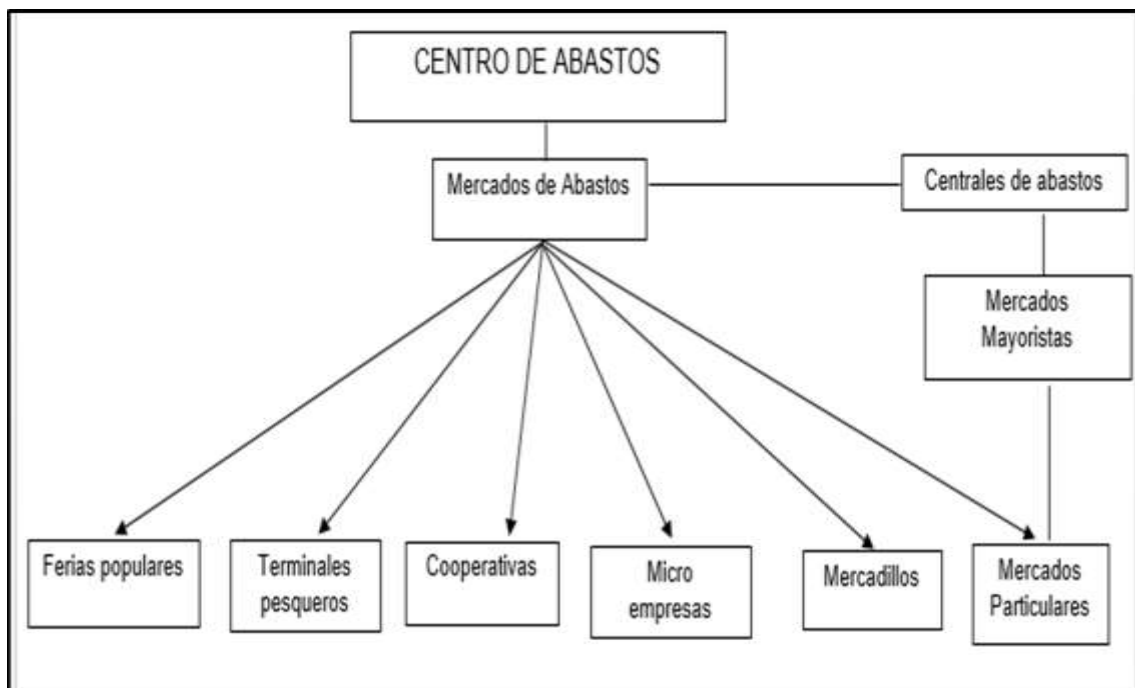 CENTRO DE ABASTOS
Mercados de Abastos
Centrales de abastos
Mercados
Mayoristas
Ferias populares
Terminales
pesqueros
Cooperativas
Micro
empresas
Mercadillos
Mercados
Particulares